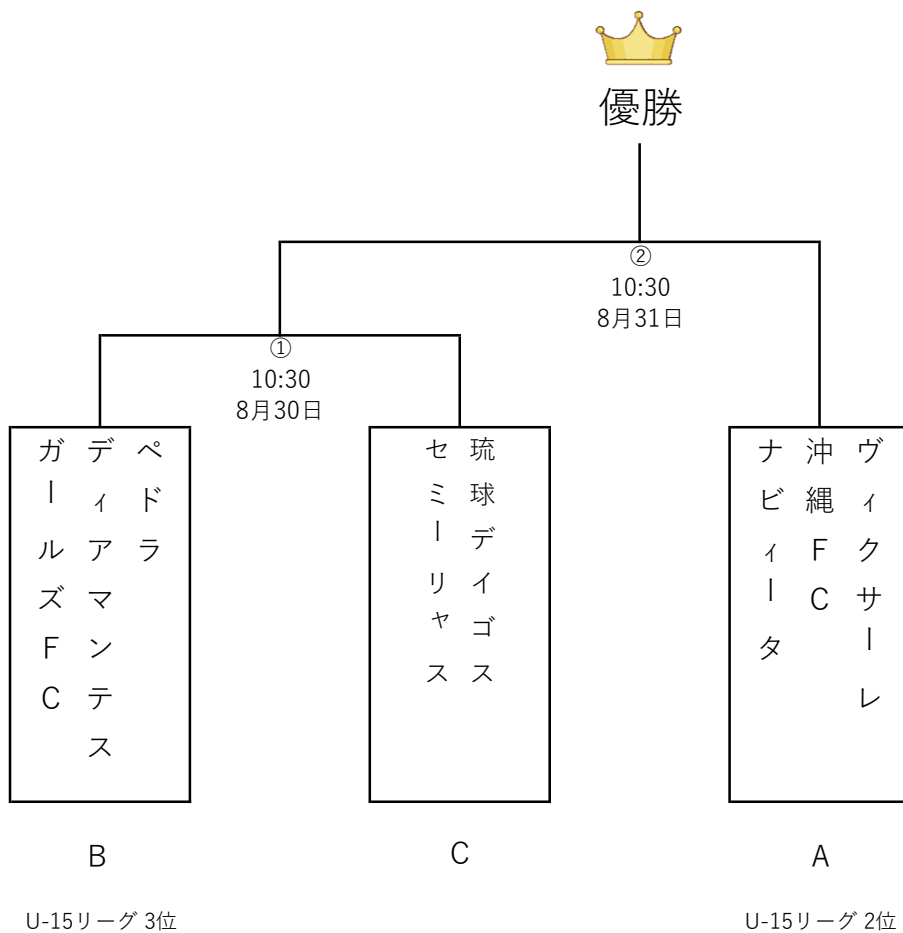 優勝
②
10:30
8月31日
①
10:30
8月30日
ペドラ
ディアマンテス
ガールズFC
琉球デイゴス
セミーリャス
ヴィクサーレ
沖縄FC
ナビィータ
B
C
A
U-15リーグ 3位
U-15リーグ 2位